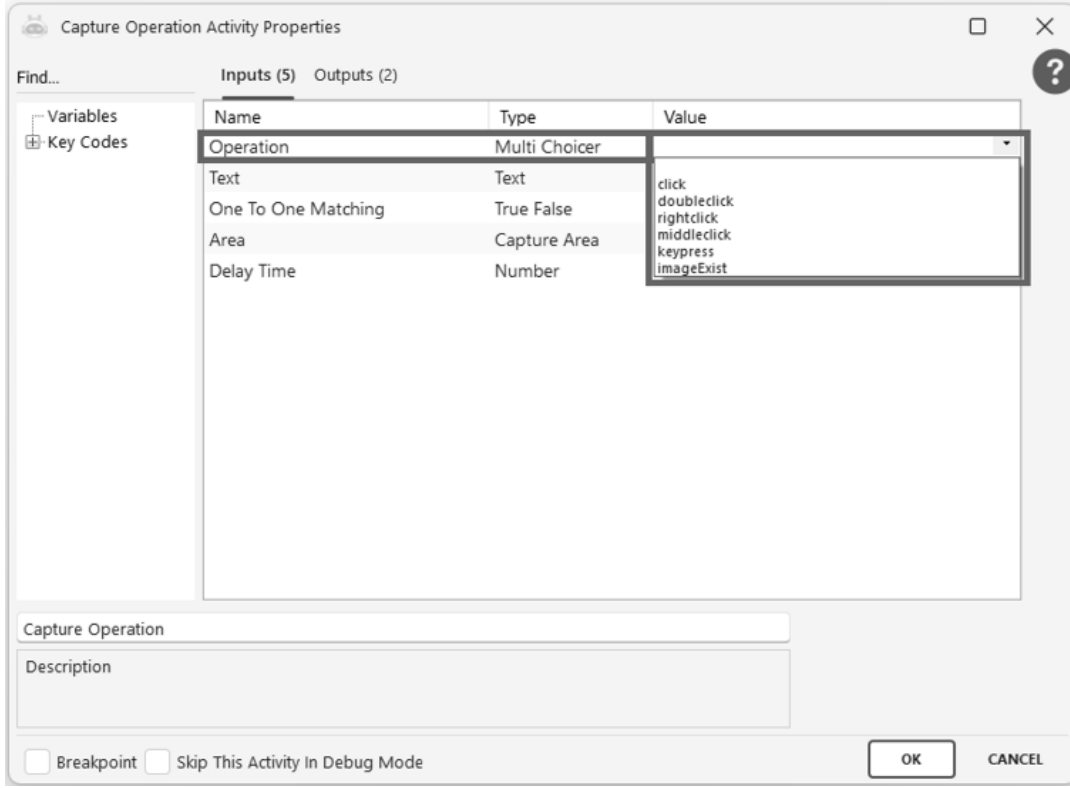 Capture Operation Activity Properties
Find...
Inputs (5) Outputs (2)
?
Variables
Key Codes
Name Type Value
Operation Multi Choicer
Text Text
One To One Matching True False
Area Capture Area
Delay Time Number
click
doubleclick
rightclick
middleclick
keypress
imageExist
Capture Operation
Description
Breakpoint Skip This Activity In Debug Mode
OK CANCEL